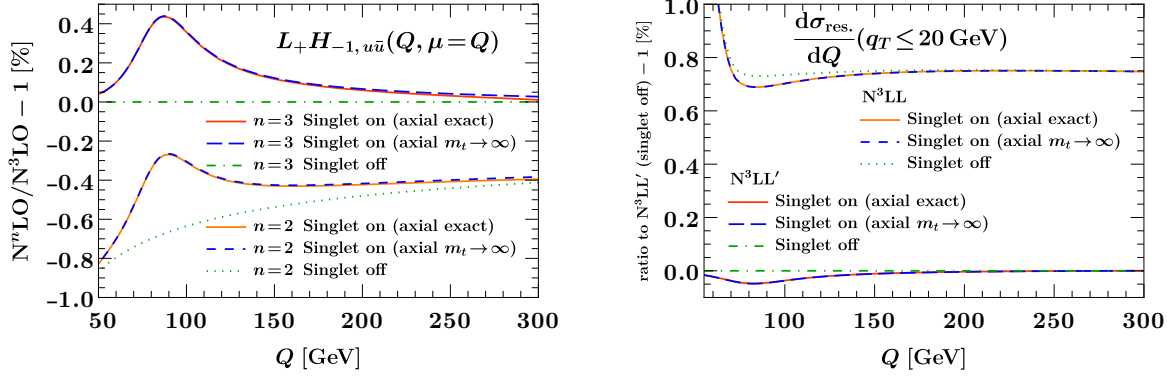 NⁿLO/N³LO − 1 [%]
0.4
0.2
0.0
−0.2
−0.4
−0.6
−0.8
−1.0
L₊H₋₁, uū(Q, μ=Q)
n=3 Singlet on (axial exact)
n=3 Singlet on (axial mₜ→∞)
n=3 Singlet off
n=2 Singlet on (axial exact)
n=2 Singlet on (axial mₜ→∞)
n=2 Singlet off
50 100 150 200 250 300
Q [GeV]
ratio to N³LL′ (singlet off) − 1 [%]
1.0
0.8
0.6
0.4
0.2
0.0
dσres.
dQ (qT ≤ 20 GeV)
N³LL
Singlet on (axial exact)
Singlet on (axial mₜ→∞)
Singlet off
N³LL′
Singlet on (axial exact)
Singlet on (axial mₜ→∞)
Singlet off
100 150 200 250 300
Q [GeV]